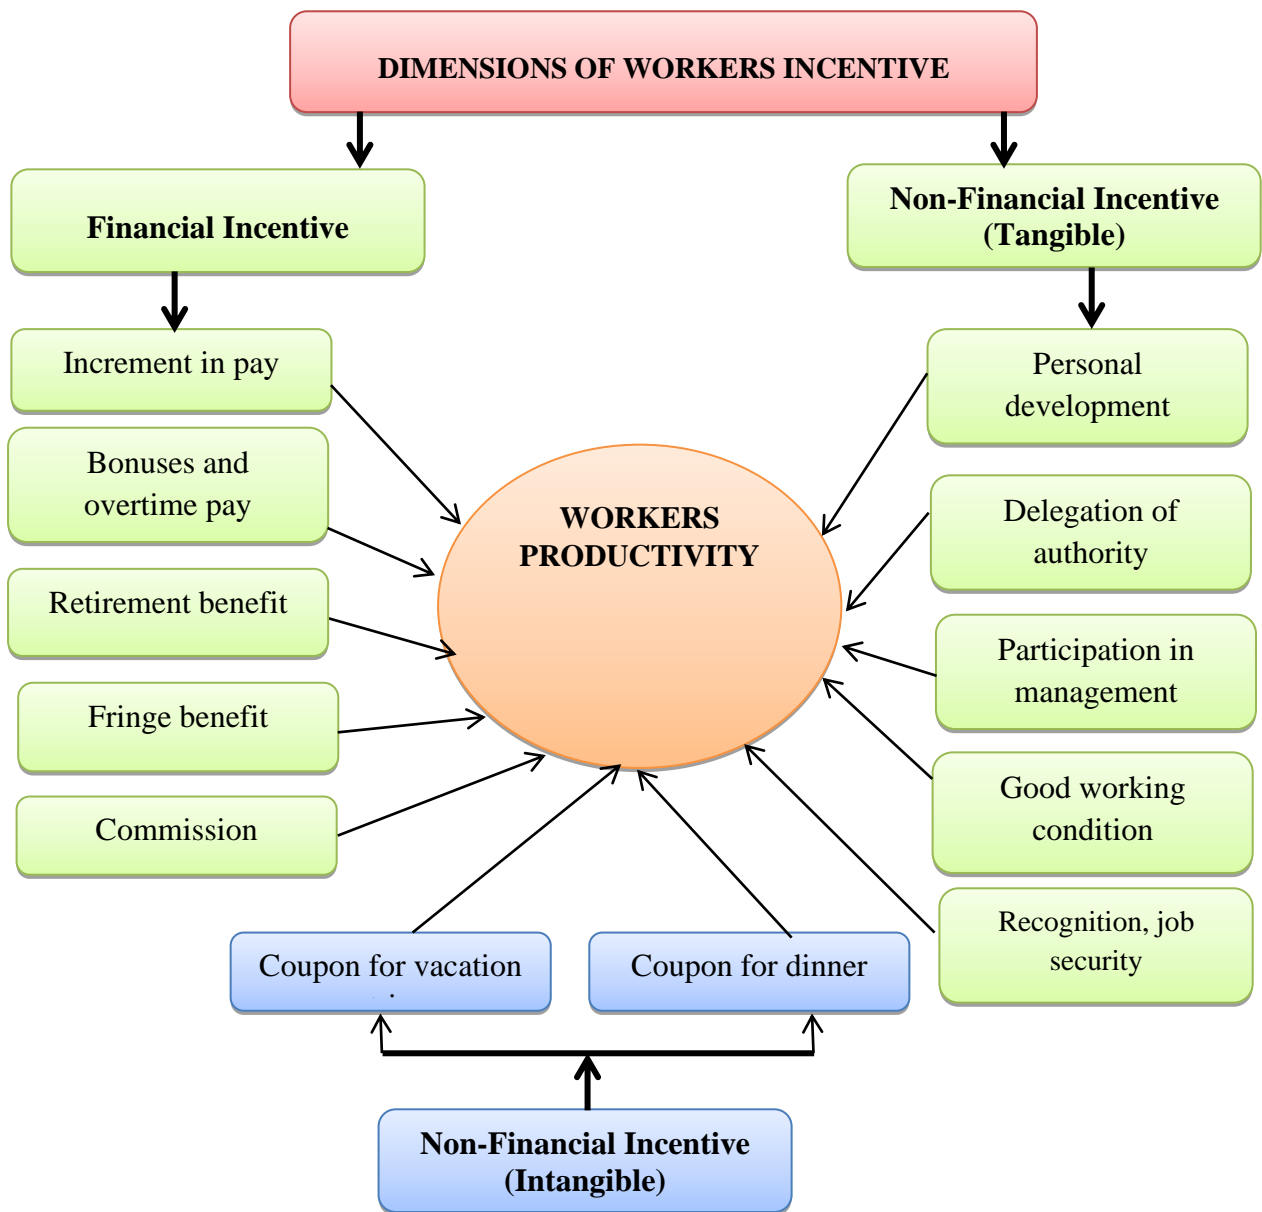 DIMENSIONS OF WORKERS INCENTIVE
Financial Incentive
Non-Financial Incentive
(Tangible)
Increment in pay
Bonuses and
overtime pay
Retirement benefit
Fringe benefit
Commission
WORKERS
PRODUCTIVITY
Personal
development
Delegation of
authority
Participation in
management
Good working
condition
Recognition, job
security
Coupon for vacation
Coupon for dinner
Non-Financial Incentive
(Intangible)